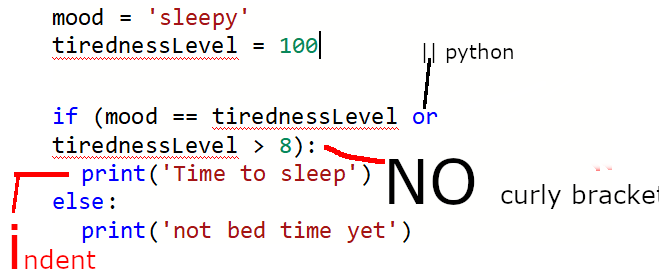 mood = 'sleepy'
tirednessLevel = 100
|| python
if (mood == tirednessLevel or
tirednessLevel > 8):
print('Time to sleep')
NO curly bracket
else:
print('not bed time yet')
indent